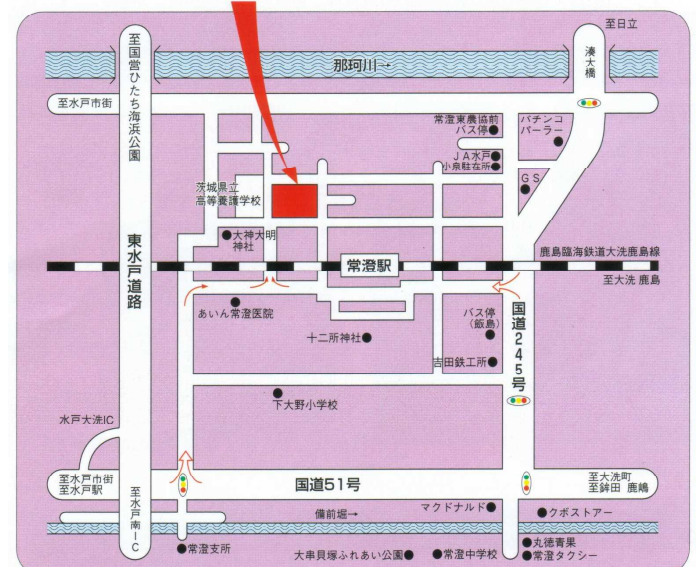 至日立
至国営ひたち海浜公園
那珂川→
湊大橋
至水戸市街
常澄東農協前
バス停
パチンコ
パーラー
JA水戸
小泉駐在所
GS
茨城県立
高等養護学校
大神大明
神社
東水戸道路
常澄駅
鹿島臨海鉄道大洗鹿島線
至大洗 鹿島
あいん常澄医院
バス停
(飯島)
国道245号
十二所神社
吉田鉄工所
下大野小学校
水戸大洗IC
至水戸市街
至水戸駅
国道51号
至大洗町
至鉾田 鹿嶋
至水戸南IC
備前堀→
マクドナルド
クボストアー
常澄支所
大串貝塚ふれあい公園
常澄中学校
丸徳青果
常澄タクシー